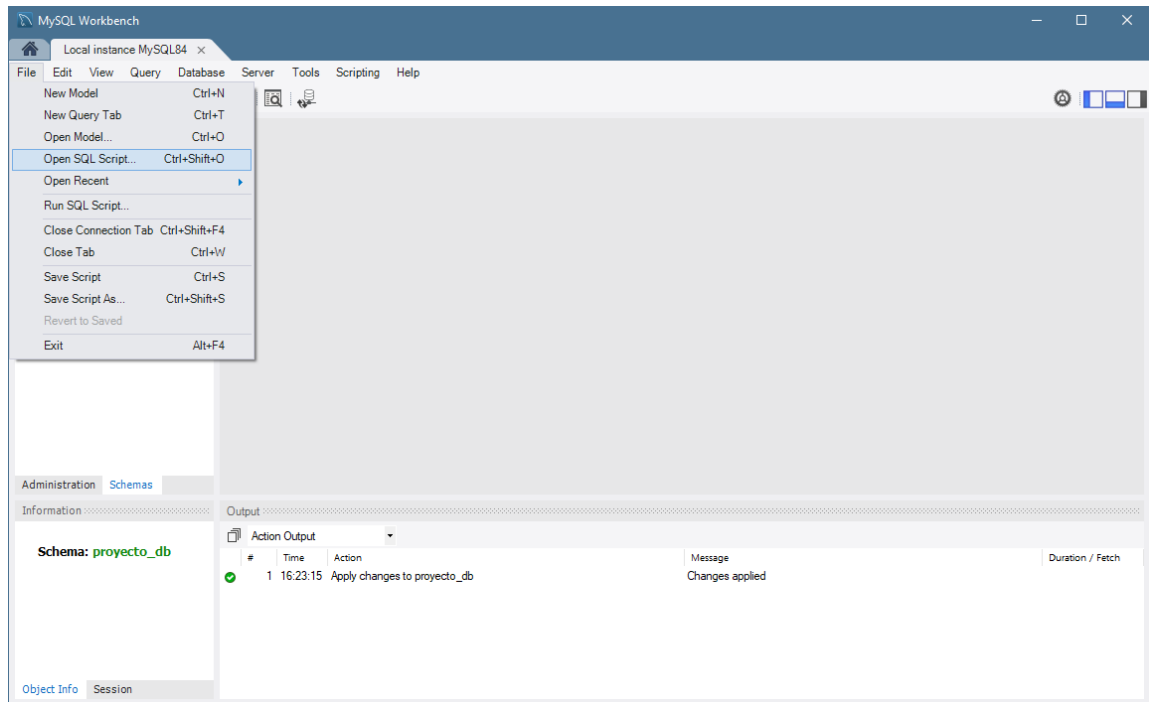 MySQL Workbench
Local instance MySQL84
File Edit View Query Database Server Tools Scripting Help
New Model Ctrl+N
New Query Tab Ctrl+T
Open Model... Ctrl+O
Open SQL Script... Ctrl+Shift+O
Open Recent
Run SQL Script...
Close Connection Tab Ctrl+Shift+F4
Close Tab Ctrl+W
Save Script Ctrl+S
Save Script As... Ctrl+Shift+S
Revert to Saved
Exit Alt+F4
Administration Schemas
Information
Schema: proyecto_db
Object Info Session
Output
Action Output
# Time Action Message Duration / Fetch
1 16:23:15 Apply changes to proyecto_db Changes applied